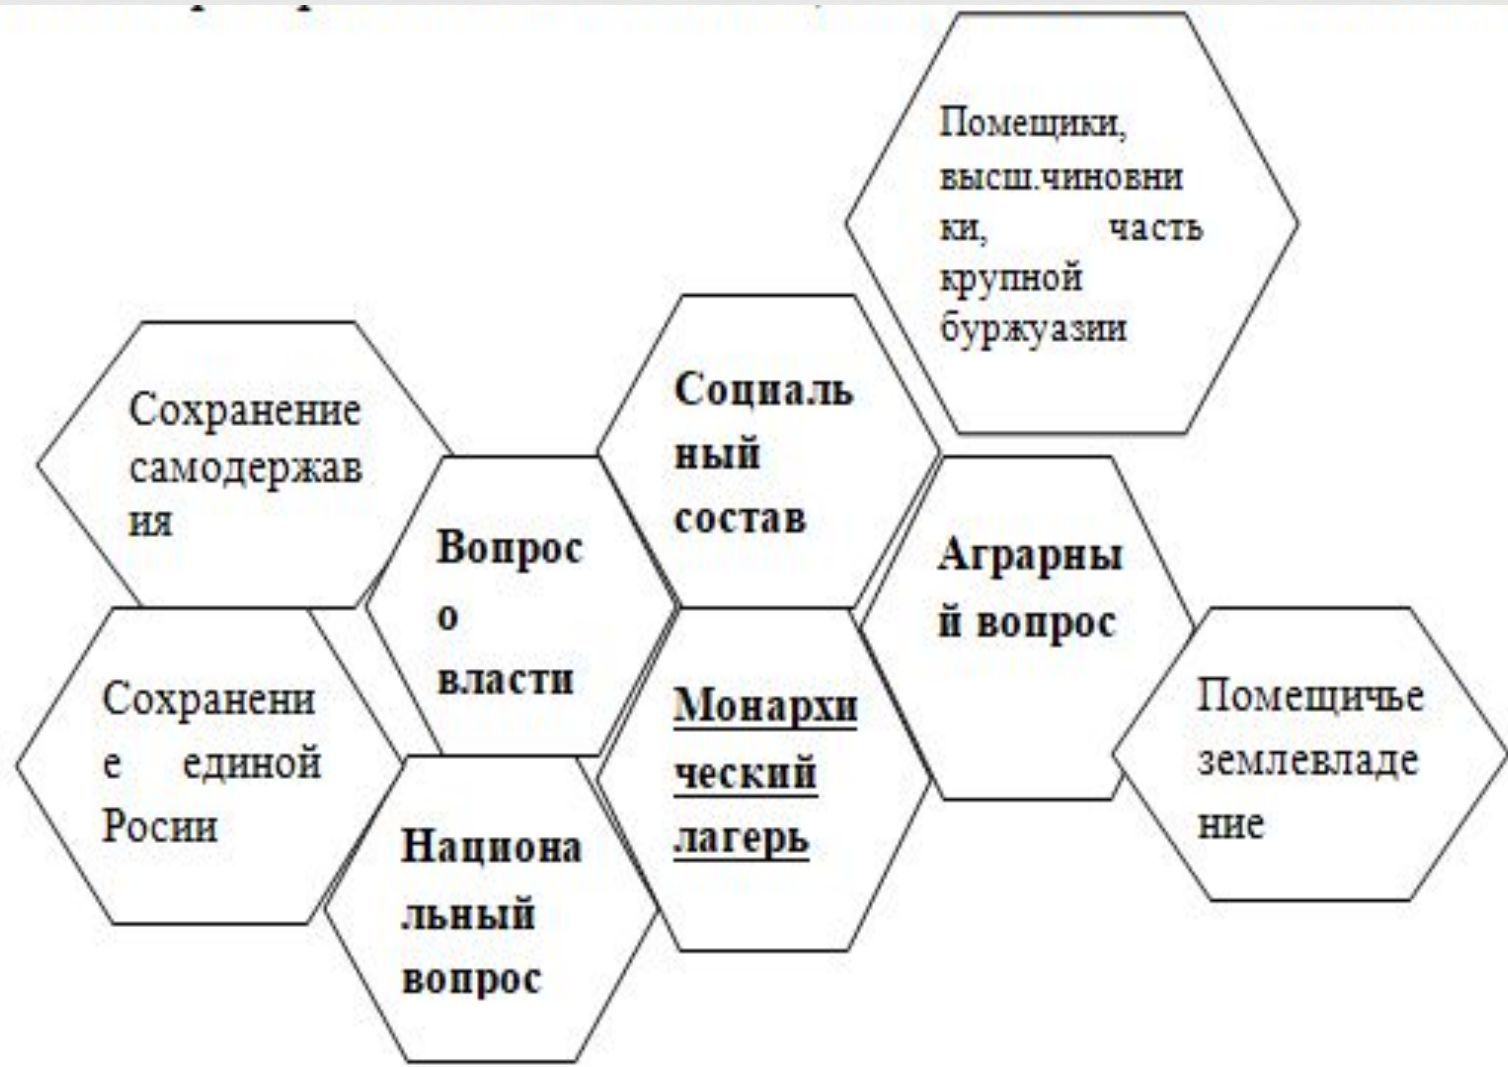 Помещики,
высш.чиновни
ки, часть
крупной
буржуазии
Социаль
ный
состав
Сохранение
самодержав
ия
Вопрос
о
власти
Аграрны
й вопрос
Сохранени
е единой
Росии
Монархи
ческий
лагерь
Помещичье
землевладе
ние
Национа
льный
вопрос